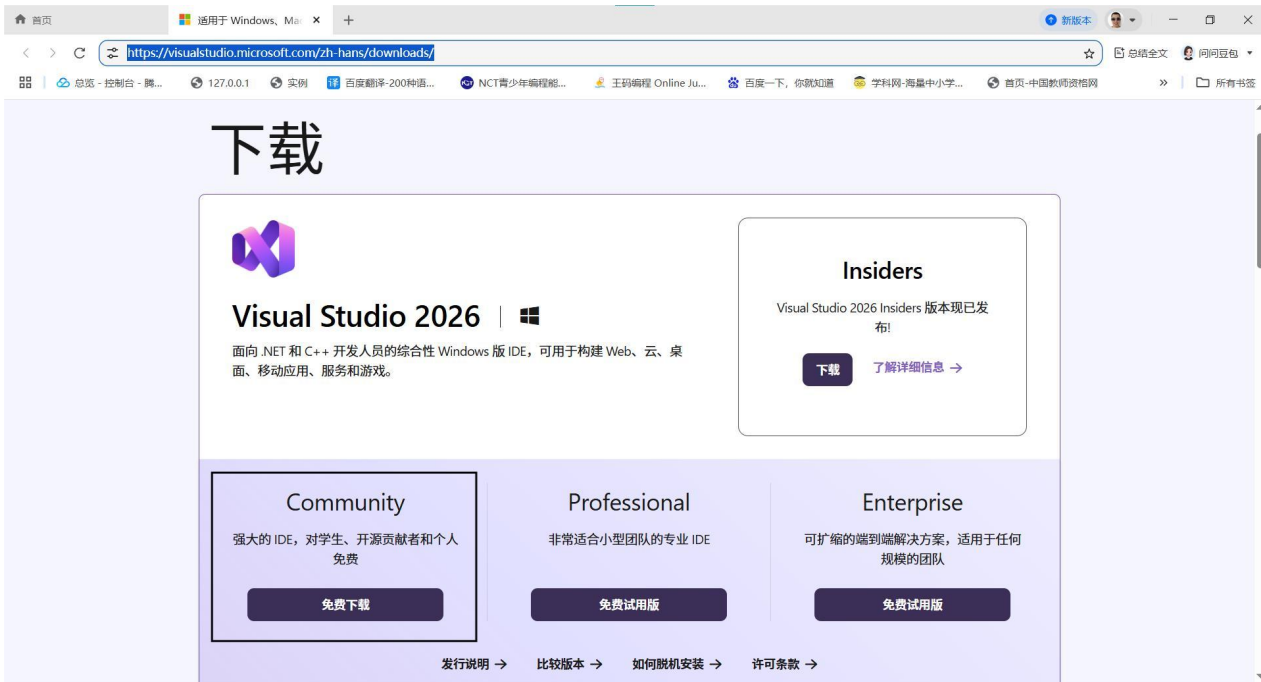 首页
适用于 Windows、Mac
新版本
https://visualstudio.microsoft.com/zh-hans/downloads/
总结全文
问问豆包
总览 - 控制台 - 腾...
127.0.0.1
实例
百度翻译-200种语...
NCT青少年编程能...
王码编程 Online Ju...
百度一下，你就知道
学科网-海量中小学...
首页-中国教师资格网
所有书签
下载
Visual Studio 2026
面向 .NET 和 C++ 开发人员的综合性 Windows 版 IDE，可用于构建 Web、云、桌
面、移动应用、服务和游戏。
Insiders
Visual Studio 2026 Insiders 版本现已发
布!
下载
了解详细信息 →
Community
强大的 IDE，对学生、开源贡献者和个人
免费
免费下载
Professional
非常适合小型团队的专业 IDE
免费试用版
Enterprise
可扩缩的端到端解决方案，适用于任何
规模的团队
免费试用版
发行说明 →
比较版本 →
如何脱机安装 →
许可条款 →